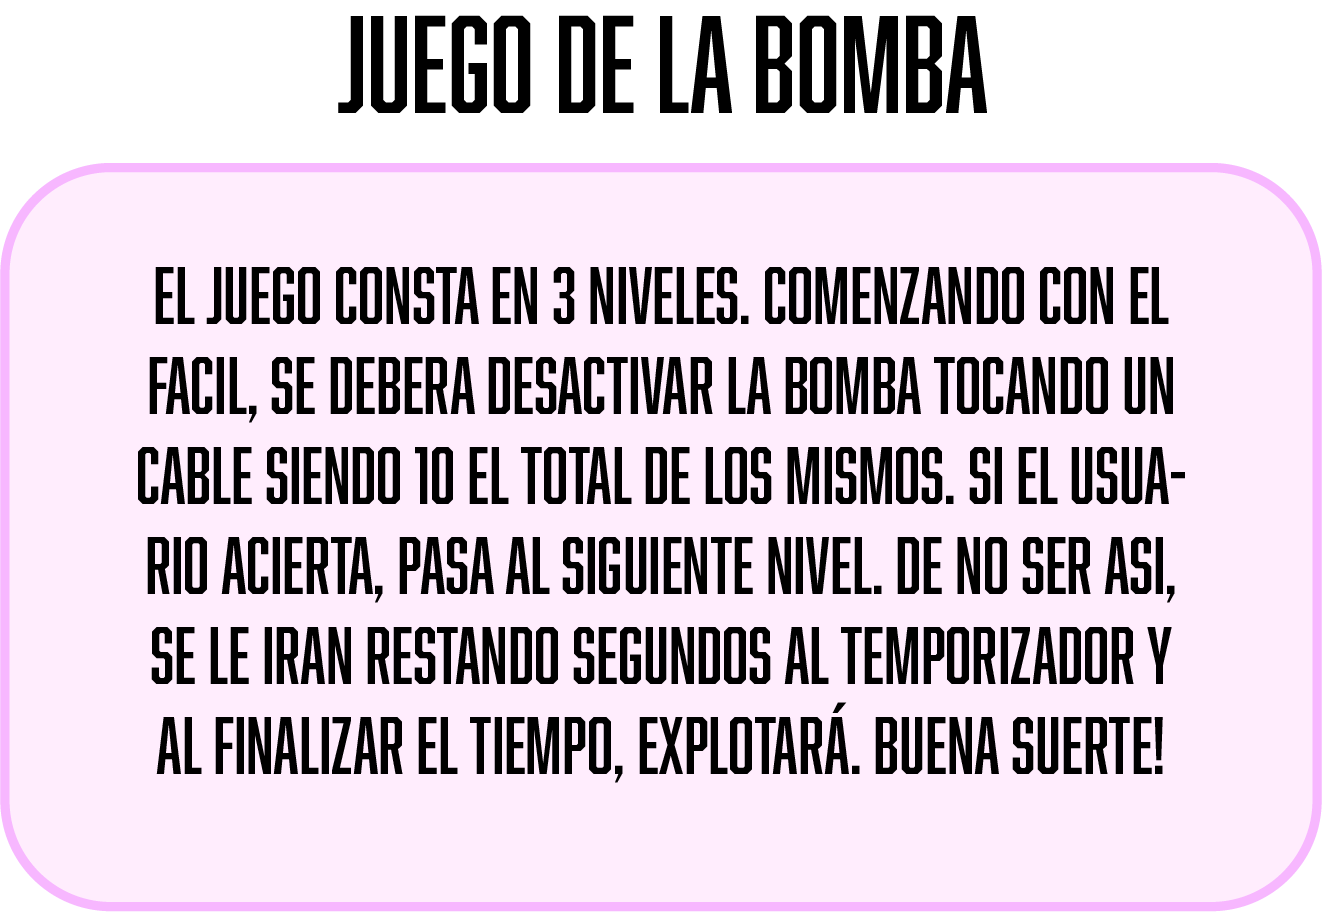 JUEGO DE LA BOMBA
EL JUEGO CONSTA EN 3 NIVELES. COMENZANDO CON EL
FACIL, SE DEBERA DESACTIVAR LA BOMBA TOCANDO UN
CABLE SIENDO 10 EL TOTAL DE LOS MISMOS. SI EL USUA-
RIO ACIERTA, PASA AL SIGUIENTE NIVEL. DE NO SER ASI,
SE LE IRAN RESTANDO SEGUNDOS AL TEMPORIZADOR Y
AL FINALIZAR EL TIEMPO, EXPLOTARÁ. BUENA SUERTE!